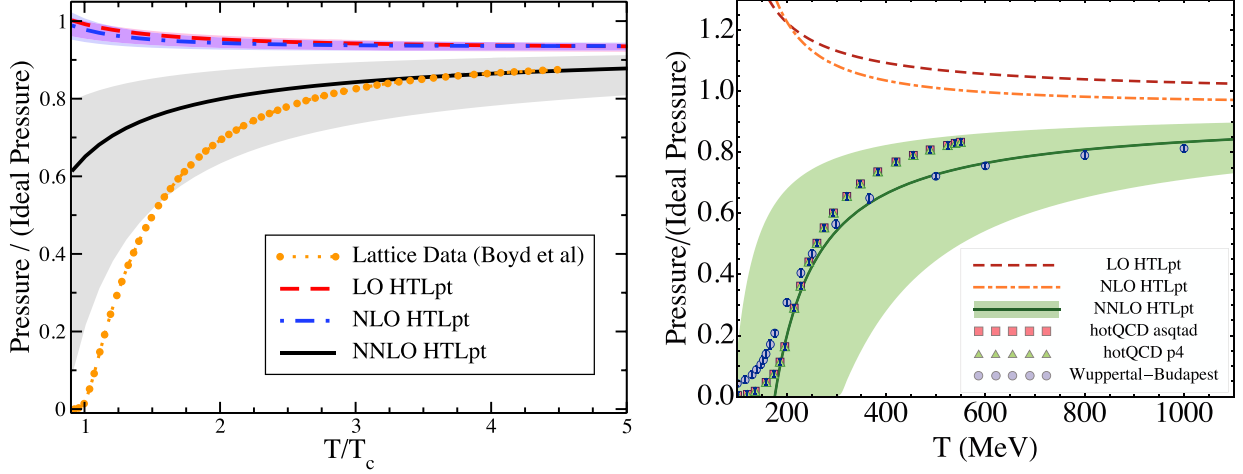 Pressure / (Ideal Pressure)
1
0.8
0.6
0.4
0.2
0
1
2
3
4
5
T/T_c
Lattice Data (Boyd et al)
LO HTLpt
NLO HTLpt
NNLO HTLpt
Pressure/(Ideal Pressure)
1.2
1.0
0.8
0.6
0.4
0.2
0.0
200
400
600
800
1000
T (MeV)
LO HTLpt
NLO HTLpt
NNLO HTLpt
hotQCD asqtad
hotQCD p4
Wuppertal−Budapest